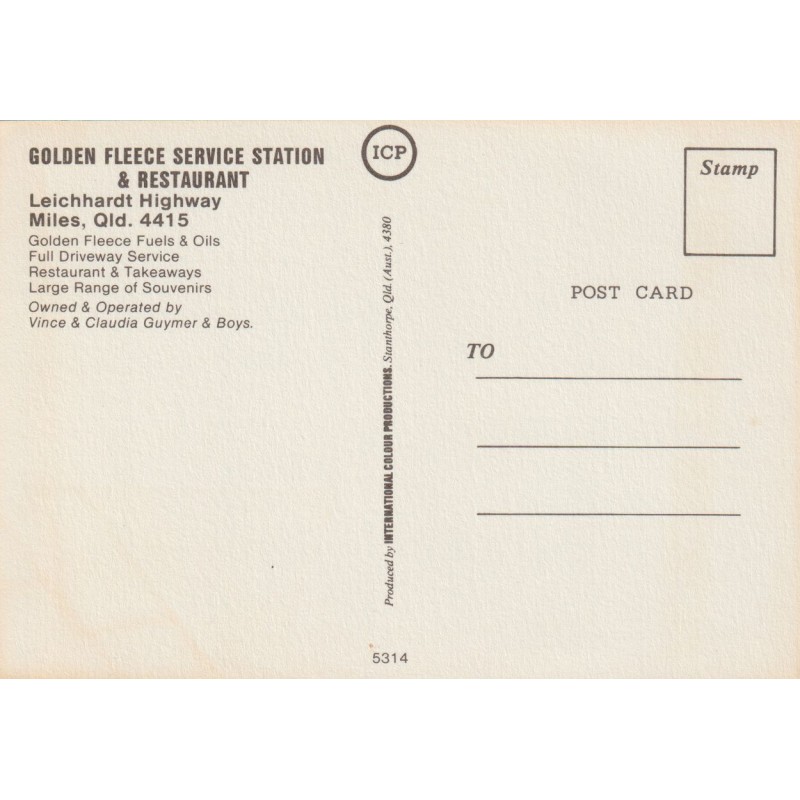 GOLDEN FLEECE SERVICE STATION
& RESTAURANT
Leichhardt Highway
Miles, Qld. 4415
Golden Fleece Fuels & Oils
Full Driveway Service
Restaurant & Takeaways
Large Range of Souvenirs
Owned & Operated by
Vince & Claudia Guymer & Boys.
ICP
Produced by INTERNATIONAL COLOUR PRODUCTIONS. Stanthorpe, Qld. (Aust.), 4380
5314
Stamp
POST CARD
TO